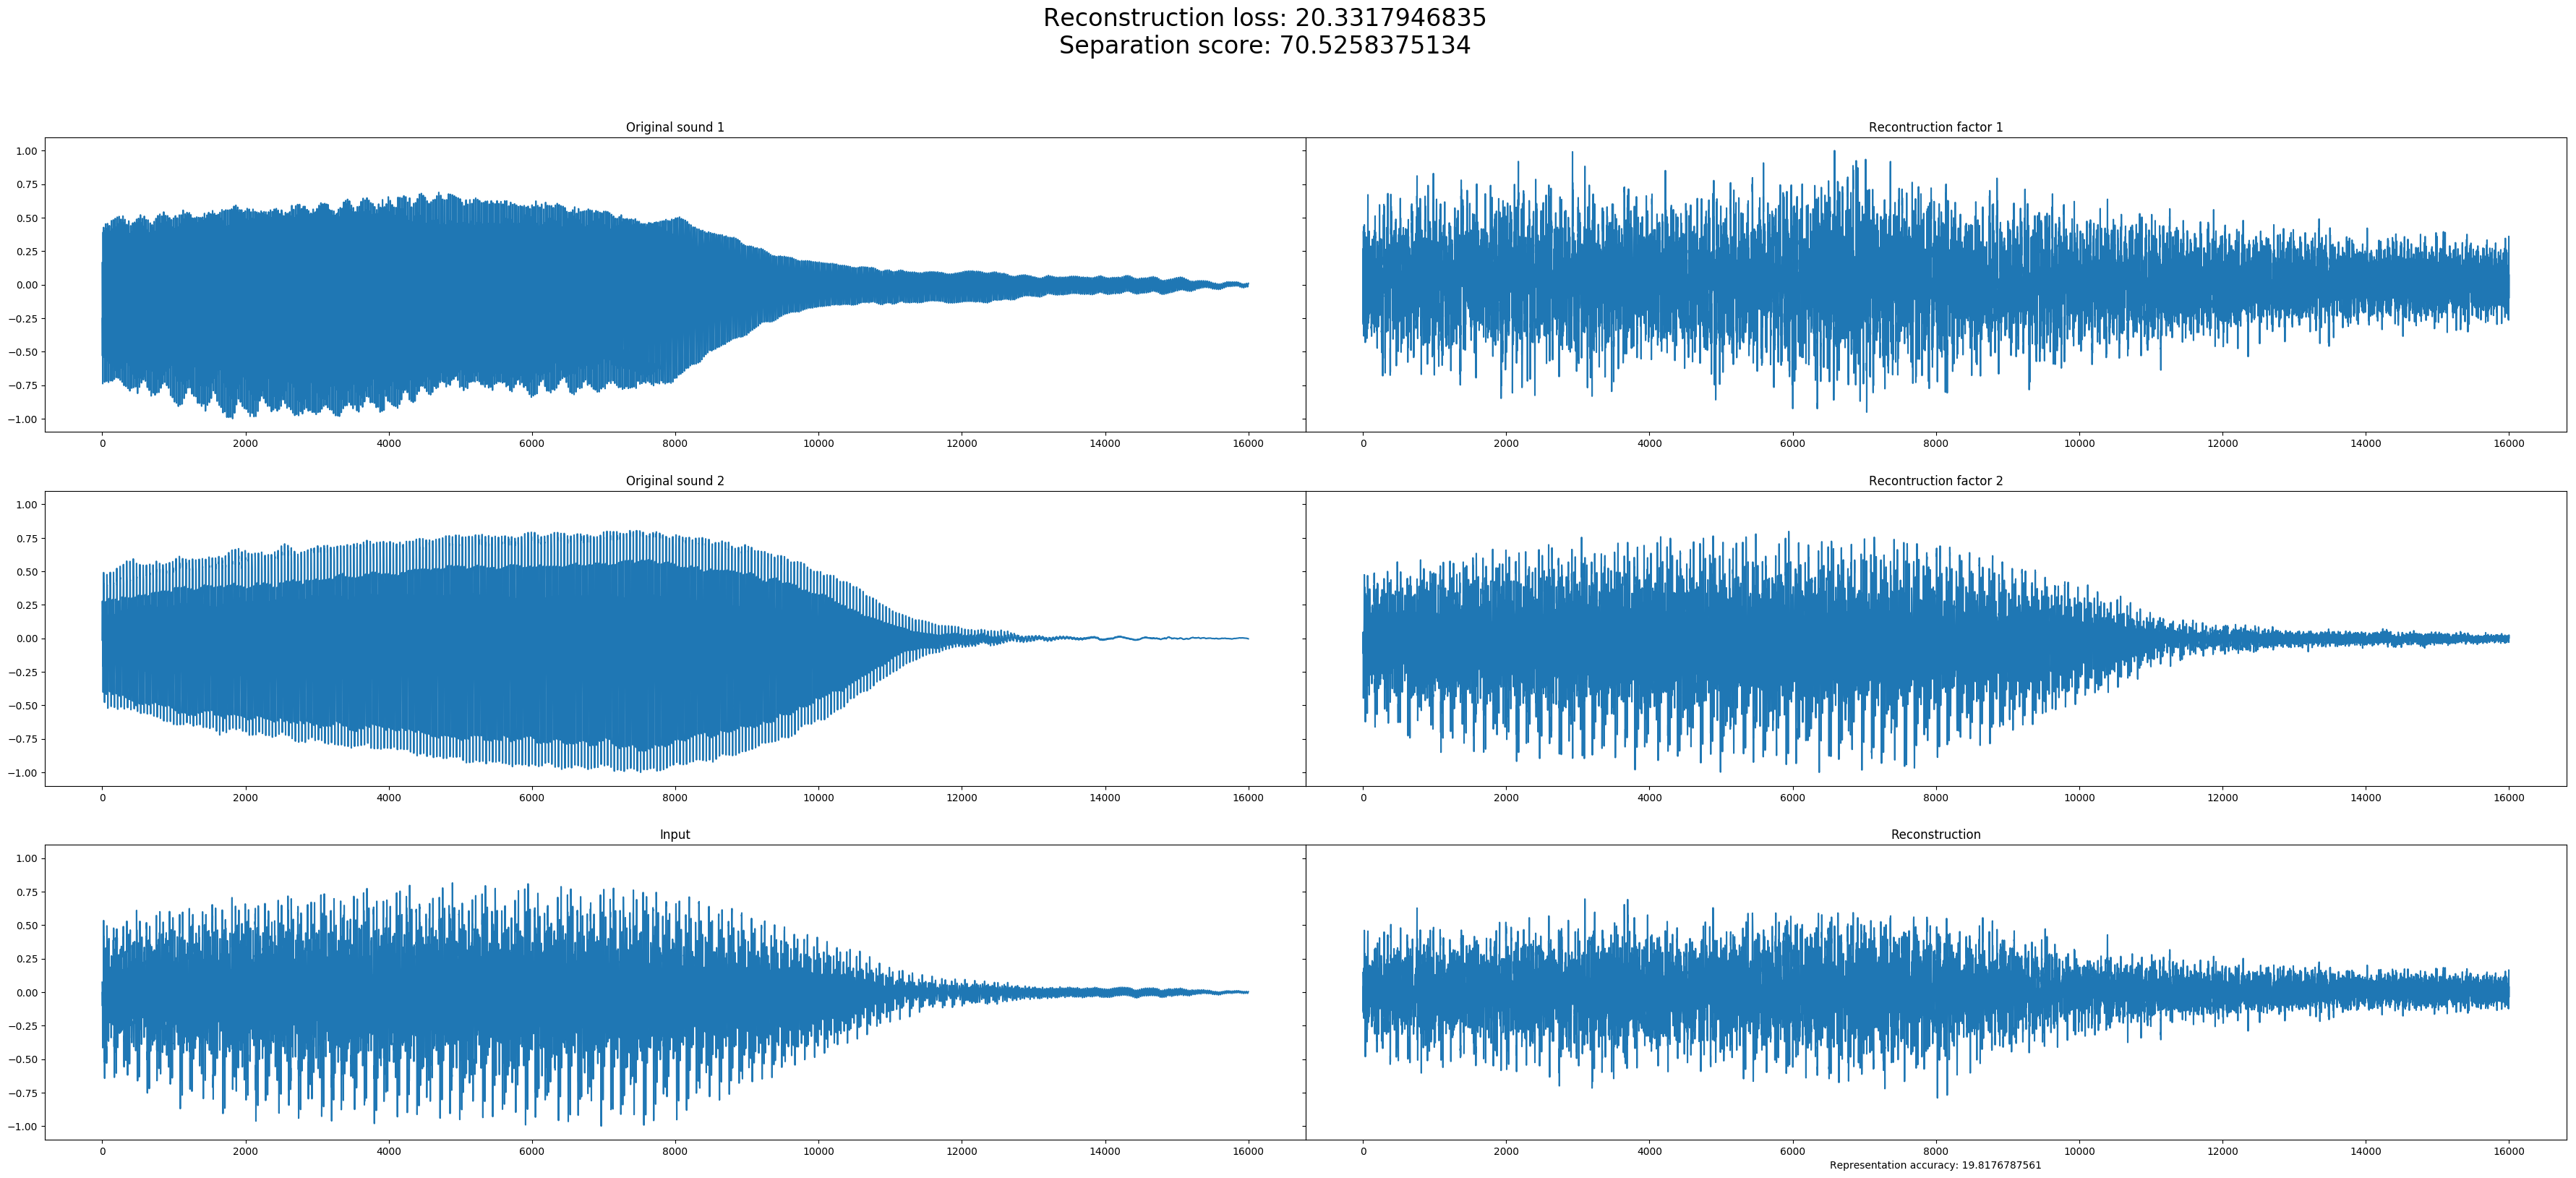 Reconstruction loss: 20.3317946835
Separation score: 70.5258375134
Original sound 1
Recontruction factor 1
1.00
0.75
0.50
0.25
0.00
−0.25
−0.50
−0.75
−1.00
0 2000 4000 6000 8000 10000 12000 14000 16000
0 2000 4000 6000 8000 10000 12000 14000 16000
Original sound 2
Reconstruction factor 2
1.00
0.75
0.50
0.25
0.00
−0.25
−0.50
−0.75
−1.00
0 2000 4000 6000 8000 10000 12000 14000 16000
0 2000 4000 6000 8000 10000 12000 14000 16000
Input
Reconstruction
1.00
0.75
0.50
0.25
0.00
−0.25
−0.50
−0.75
−1.00
0 2000 4000 6000 8000 10000 12000 14000 16000
0 2000 4000 6000 8000 10000 12000 14000 16000
Representation accuracy: 19.8176787561